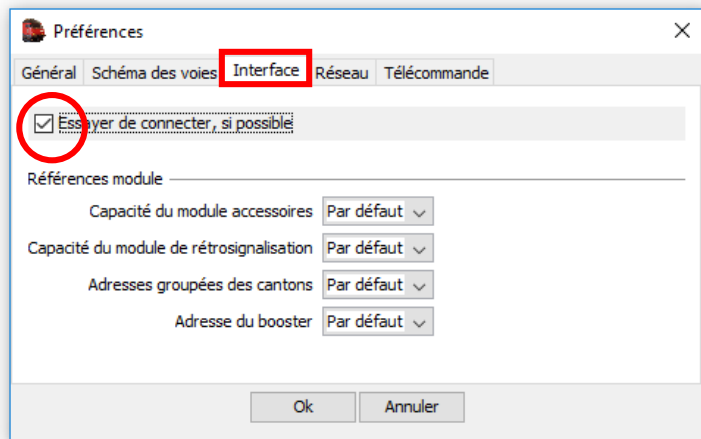 Préférences
Général Schéma des voies Interface Réseau Télécommande
Essayer de connecter, si possible
Références module
Capacité du module accessoires Par défaut
Capacité du module de rétrosignalisation Par défaut
Adresses groupées des cantons Par défaut
Adresse du booster Par défaut
Ok Annuler